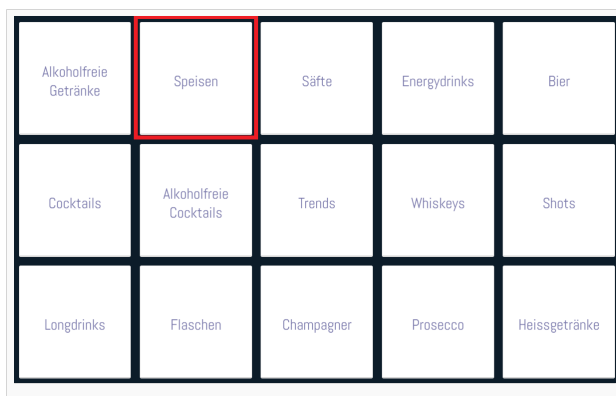 Alkoholfreie
Getränke
Speisen
Säfte
Energydrinks
Bier
Cocktails
Alkoholfreie
Cocktails
Trends
Whiskeys
Shots
Longdrinks
Flaschen
Champagner
Prosecco
Heissgetränke